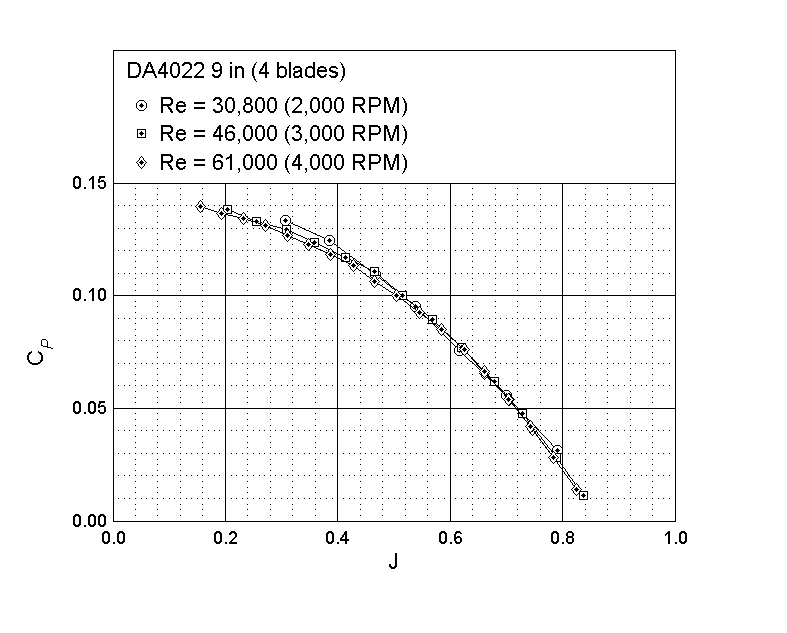 DA4022 9 in (4 blades)
Re = 30,800 (2,000 RPM)
Re = 46,000 (3,000 RPM)
Re = 61,000 (4,000 RPM)
0.15
0.10
C_P
0.05
0.00
0.0 0.2 0.4 0.6 0.8 1.0
J